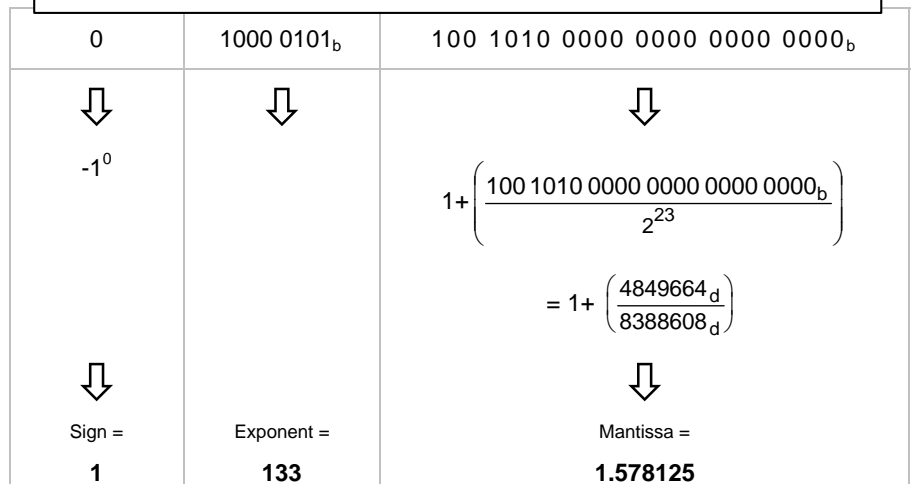 0 1000 0101b 100 1010 0000 0000 0000 0000b
-1^0
1+(100 1010 0000 0000 0000 0000b / 2^23)
= 1+ (4849664d / 8388608d)
Sign = Exponent = Mantissa =
1 133 1.578125